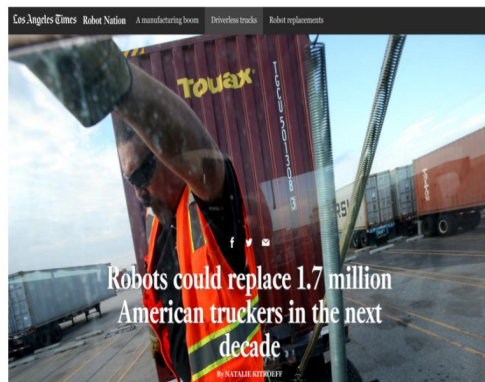 Los Angeles Times Robot Nation A manufacturing boom Driverless trucks Robot replacements
Touax
Robots could replace 1.7 million
American truckers in the next
decade
By NATALIE KITROEFF